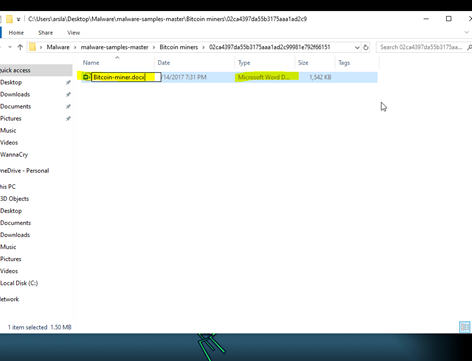 C:\Users\arsla\Desktop\Malware\malware-samples-master\Bitcoin miners\02ca4397da55b3175aaa1ad2c9
Home Share View
Malware > malware-samples-master > Bitcoin miners > 02ca4397da55b3175aaa1ad2c99981e792f66151
Search 02ca4397da55b3175aaa...
Name Date Type Size Tags
Bitcoin-miner.docx /14/2017 7:31 PM Microsoft Word D... 1,542 KB
uick access
Desktop
Downloads
Documents
Pictures
Music
Videos
WannaCry
neDrive - Personal
his PC
3D Objects
Desktop
Documents
Downloads
Music
Pictures
Videos
Local Disk (C:)
etwork
1 item selected 1.50 MB